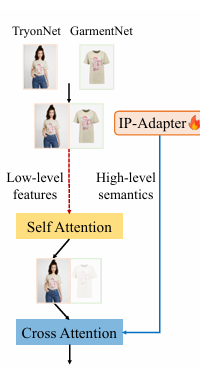 TryonNet GarmentNet
IP-Adapter
Low-level
features
High-level
semantics
Self Attention
Cross Attention